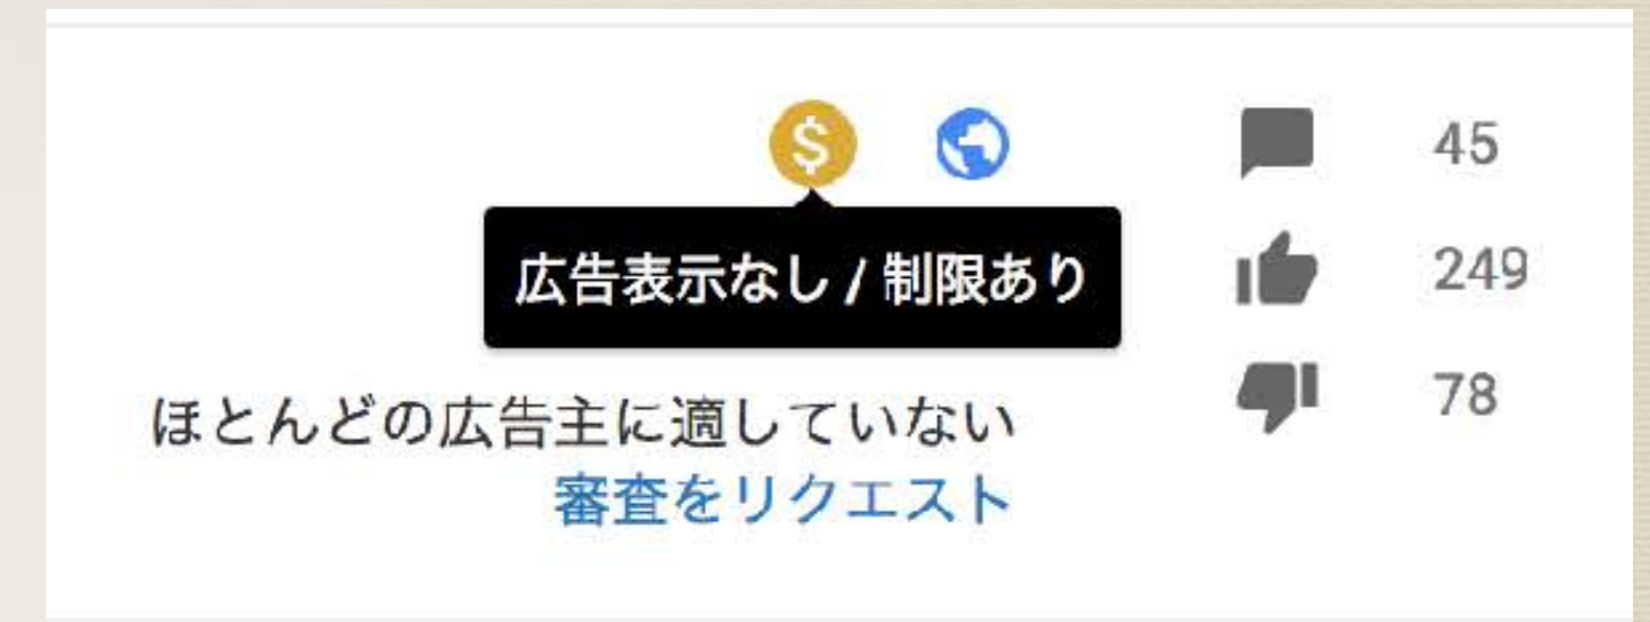 $
45
広告表示なし / 制限あり
249
ほとんどの広告主に適していない
78
審査をリクエスト